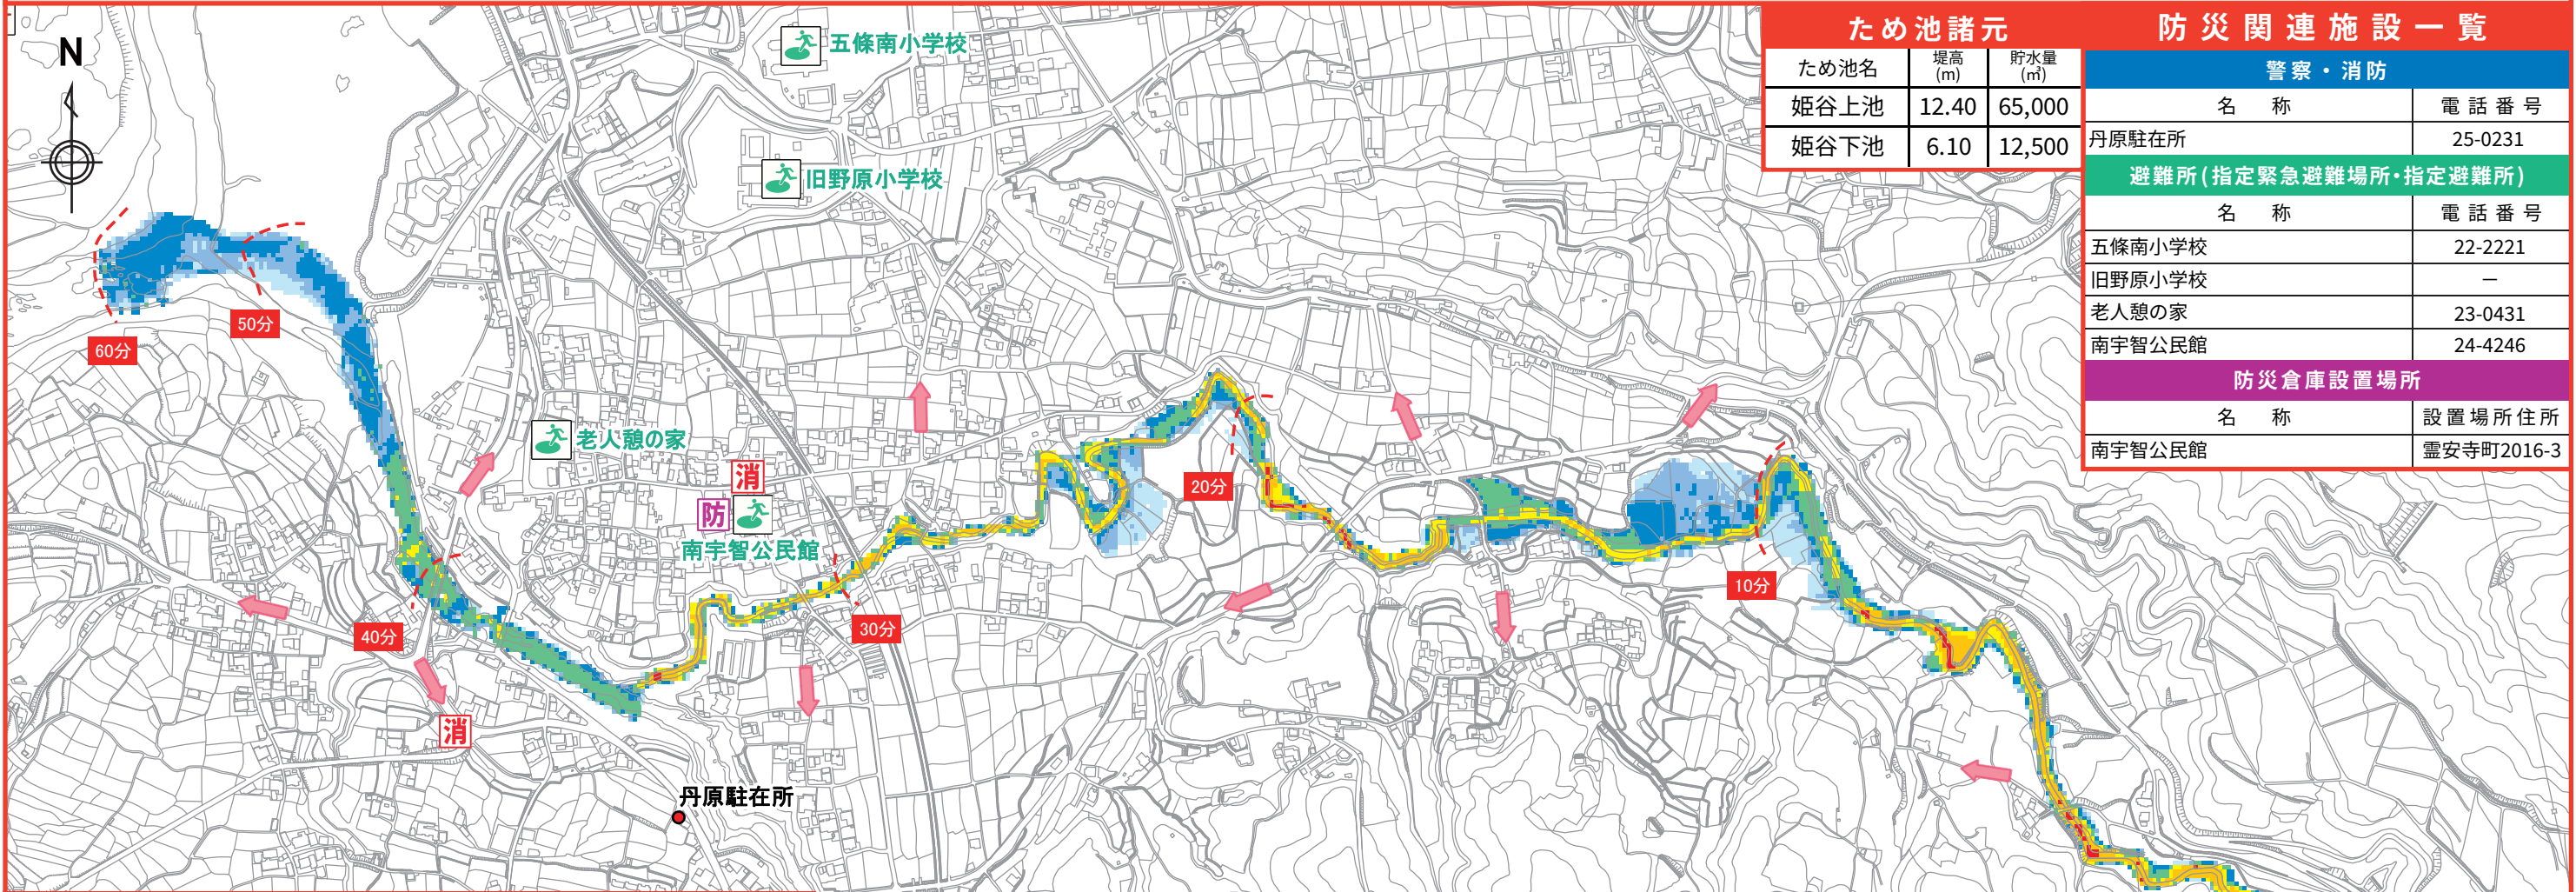 N
五條南小学校
旧野原小学校
老人憩の家
消
防
南宇智公民館
消
丹原駐在所
60分
50分
40分
30分
20分
10分
ため池諸元
ため池名 堤高(m) 貯水量(㎥)
姫谷上池 12.40 65,000
姫谷下池 6.10 12,500
防災関連施設一覧
警察・消防
名 称 電話番号
丹原駐在所 25-0231
避難所(指定緊急避難場所・指定避難所)
名 称 電話番号
五條南小学校 22-2221
旧野原小学校 －
老人憩の家 23-0431
南宇智公民館 24-4246
防災倉庫設置場所
名 称 設置場所住所
南宇智公民館 霊安寺町2016-3